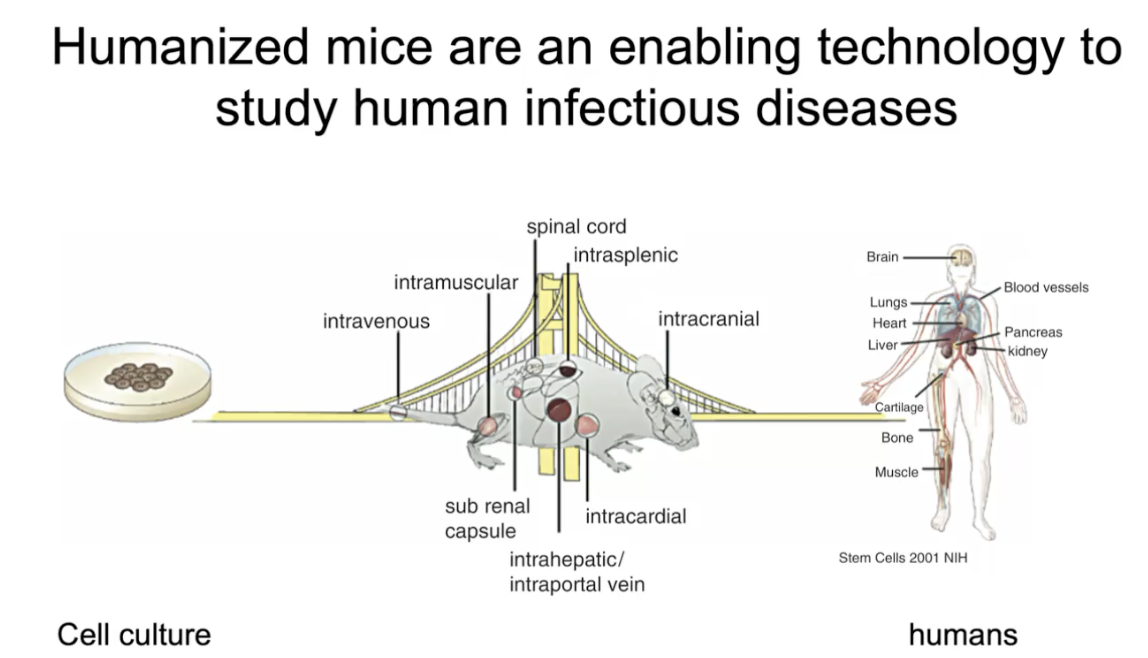 Humanized mice are an enabling technology to
study human infectious diseases
spinal cord
intrasplenic
intramuscular
intravenous
intracranial
sub renal
capsule
intracardial
intrahepatic/
intraportal vein
Brain
Blood vessels
Lungs
Heart
Pancreas
Liver
kidney
Cartilage
Bone
Muscle
Stem Cells 2001 NIH
Cell culture
humans